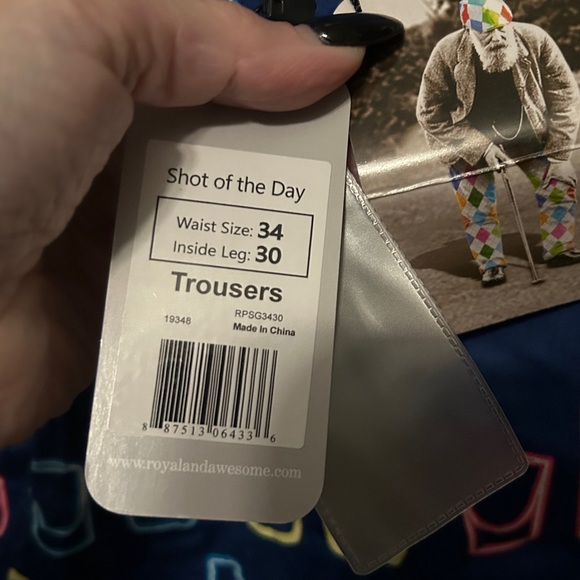 Shot of the Day
Waist Size: 34
Inside Leg: 30
Trousers
19348 RPSG3430
Made In China
8 87513 06433 6
www.royalandawesome.com